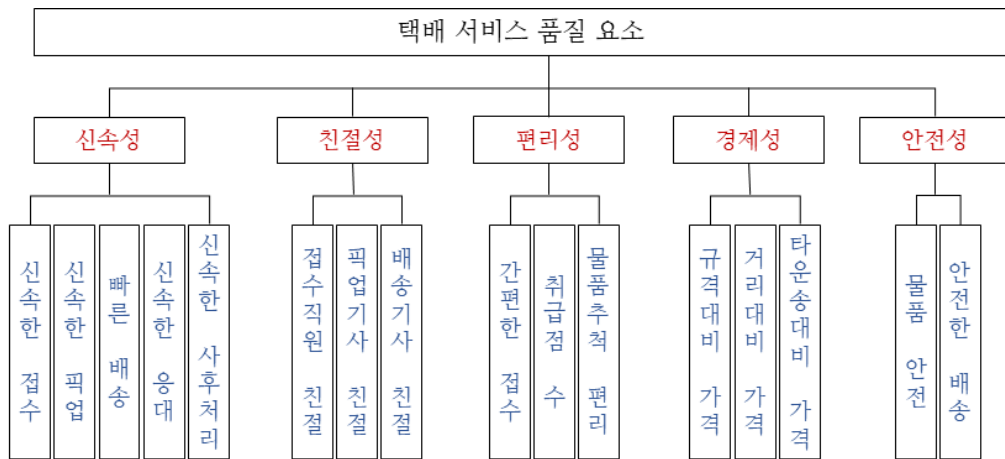 택배 서비스 품질 요소
신속성
친절성
편리성
경제성
안전성
신속한 접수
신속한 픽업
빠른 배송
신속한 응대
신속한 사후처리
접수직원 친절
픽업기사 친절
배송기사 친절
간편한 접수
취급점 수
물품추척 편리
규격대비 가격
거리대비 가격
타운송대비 가격
물품 안전
안전한 배송